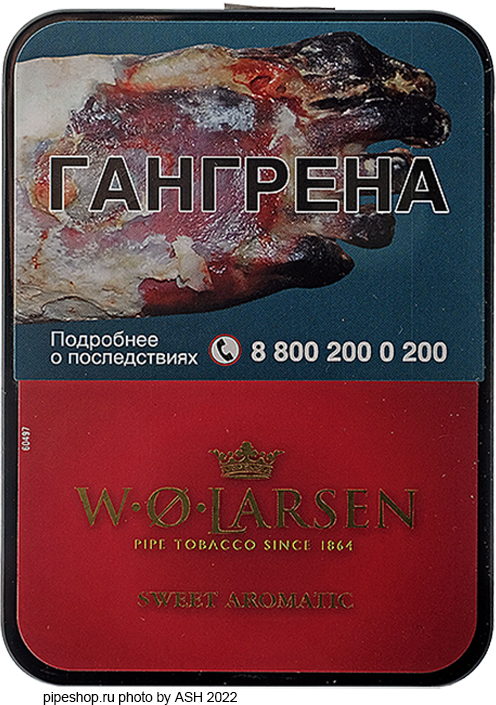 ГАНГРЕНА
Подробнее
о последствиях 8 800 200 0 200
60497
W·Ø·LARSEN
PIPE TOBACCO SINCE 1864
SWEET AROMATIC
pipeshop.ru photo by ASH 2022